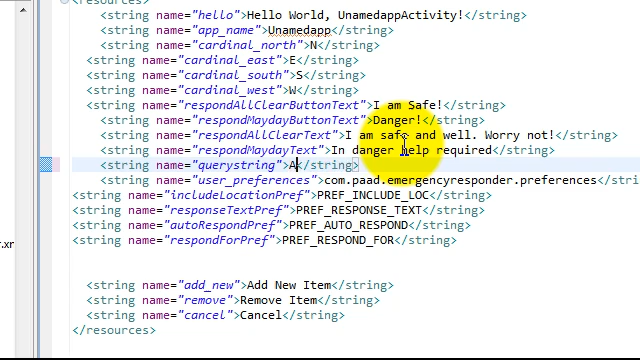 <resources>
<string name="hello">Hello World, UnamedappActivity!</string>
<string name="app_name">Unamedapp</string>
<string name="cardinal_north">N</string>
<string name="cardinal_east">E</string>
<string name="cardinal_south">S</string>
<string name="cardinal_west">W</string>
<string name="respondAllClearButtonText">I am Safe!</string>
<string name="respondMaydayButtonText">Danger!</string>
<string name="respondAllClearText">I am safe and well. Worry not!</string>
<string name="respondMaydayText">In danger help required</string>
<string name="querystring">A</string>
<string name="user_preferences">com.paad.emergencyresponder.preferences</string
<string name="includeLocationPref">PREF_INCLUDE_LOC</string>
<string name="responseTextPref">PREF_RESPONSE_TEXT</string>
<string name="autoRespondPref">PREF_AUTO_RESPOND</string>
<string name="respondForPref">PREF_RESPOND_FOR</string>
<string name="add_new">Add New Item</string>
<string name="remove">Remove Item</string>
<string name="cancel">Cancel</string>
</resources>